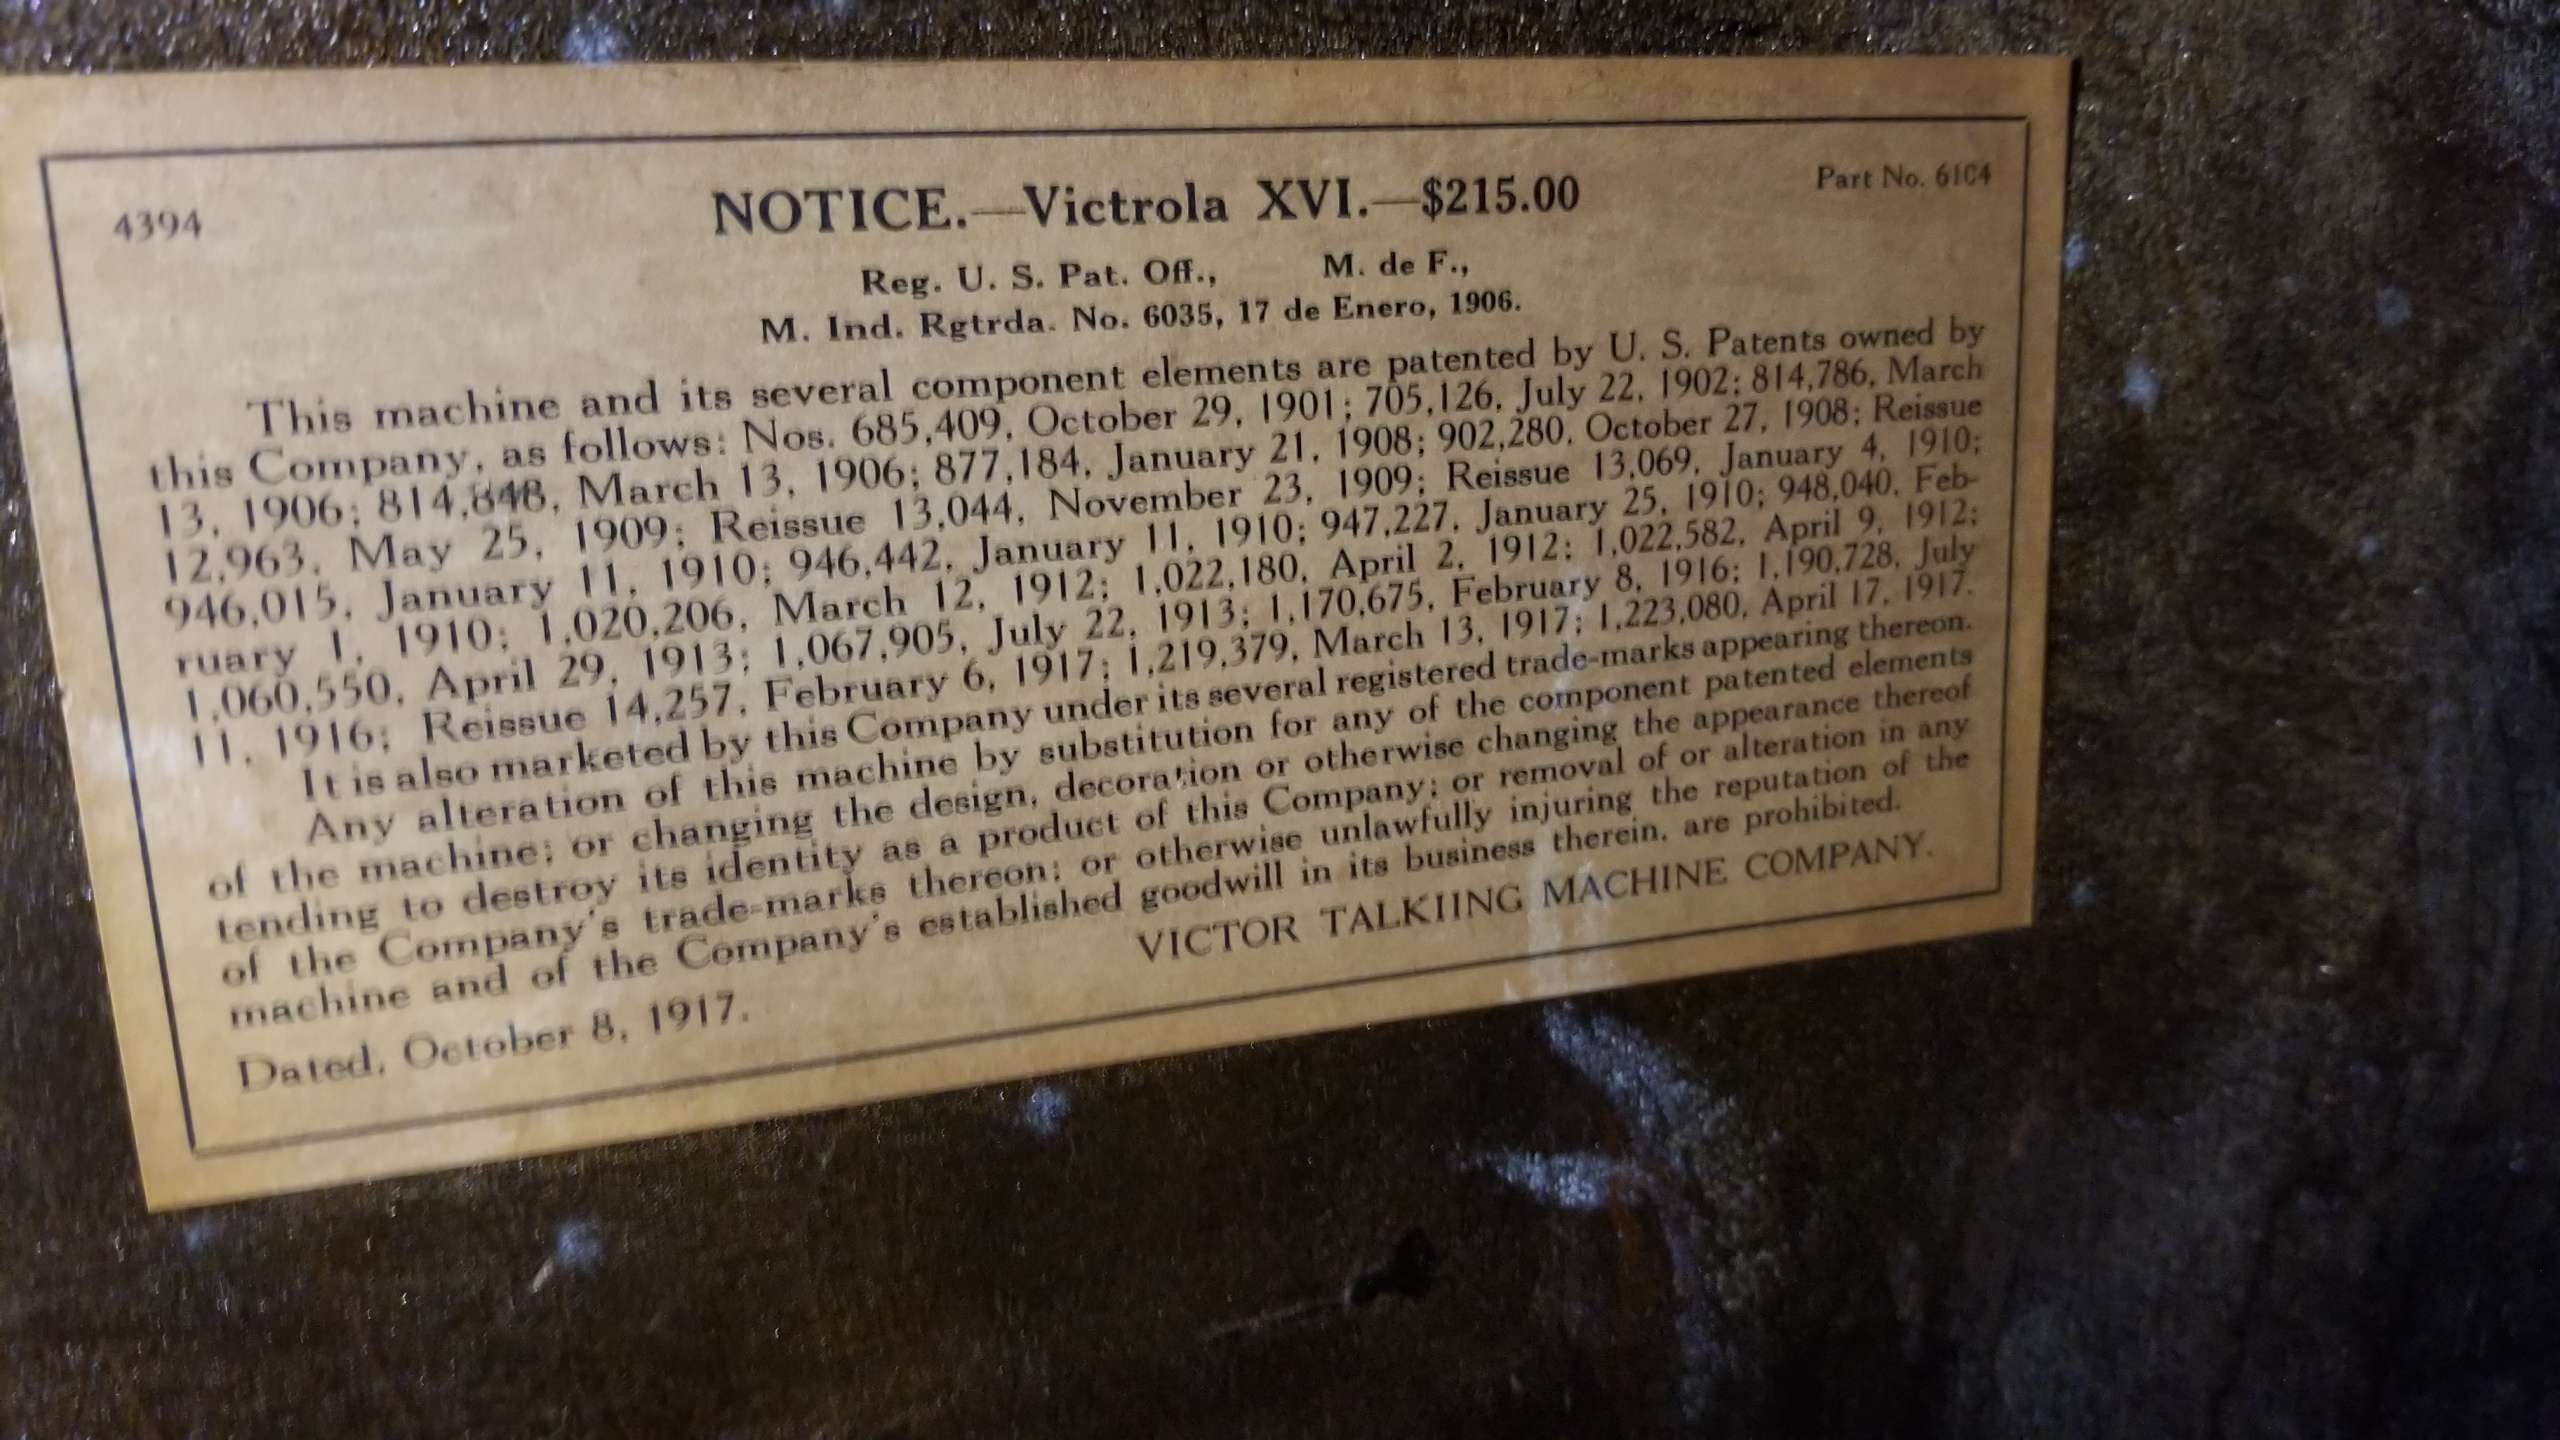 4394
NOTICE.—Victrola XVI.—$215.00
Part No. 61C4
Reg. U. S. Pat. Off., M. de F.,
M. Ind. Rgtrda. No. 6035, 17 de Enero, 1906.
This machine and its several component elements are patented by U. S. Patents owned by
this Company, as follows: Nos. 685,409, October 29, 1901; 705,126, July 22, 1902; 814,786, March
13, 1906; 814,848, March 13, 1906; 877,184, January 21, 1908; 902,280, October 27, 1908; Reissue
12,963, May 25, 1909; Reissue 13,044, November 23, 1909; Reissue 13,069, January 4, 1910;
946,015, January 11, 1910; 946,442, January 11, 1910; 947,227, January 25, 1910; 948,040, Feb-
ruary 1, 1910; 1,020,206, March 12, 1912; 1,022,180, April 2, 1912; 1,022,582, April 9, 1912;
1,060,550, April 29, 1913; 1,067,905, July 22, 1913; 1,170,675, February 8, 1916; 1,190,728, July
11, 1916; Reissue 14,257, February 6, 1917; 1,219,379, March 13, 1917; 1,223,080, April 17, 1917.
It is also marketed by this Company under its several registered trade-marks appearing thereon.
Any alteration of this machine by substitution for any of the component patented elements
of the machine; or changing the design, decoration or otherwise changing the appearance thereof
tending to destroy its identity as a product of this Company; or removal of or alteration in any
of the Company's trade-marks thereon; or otherwise unlawfully injuring the reputation of the
machine and of the Company's established goodwill in its business therein, are prohibited.
VICTOR TALKIING MACHINE COMPANY.
Dated, October 8, 1917.